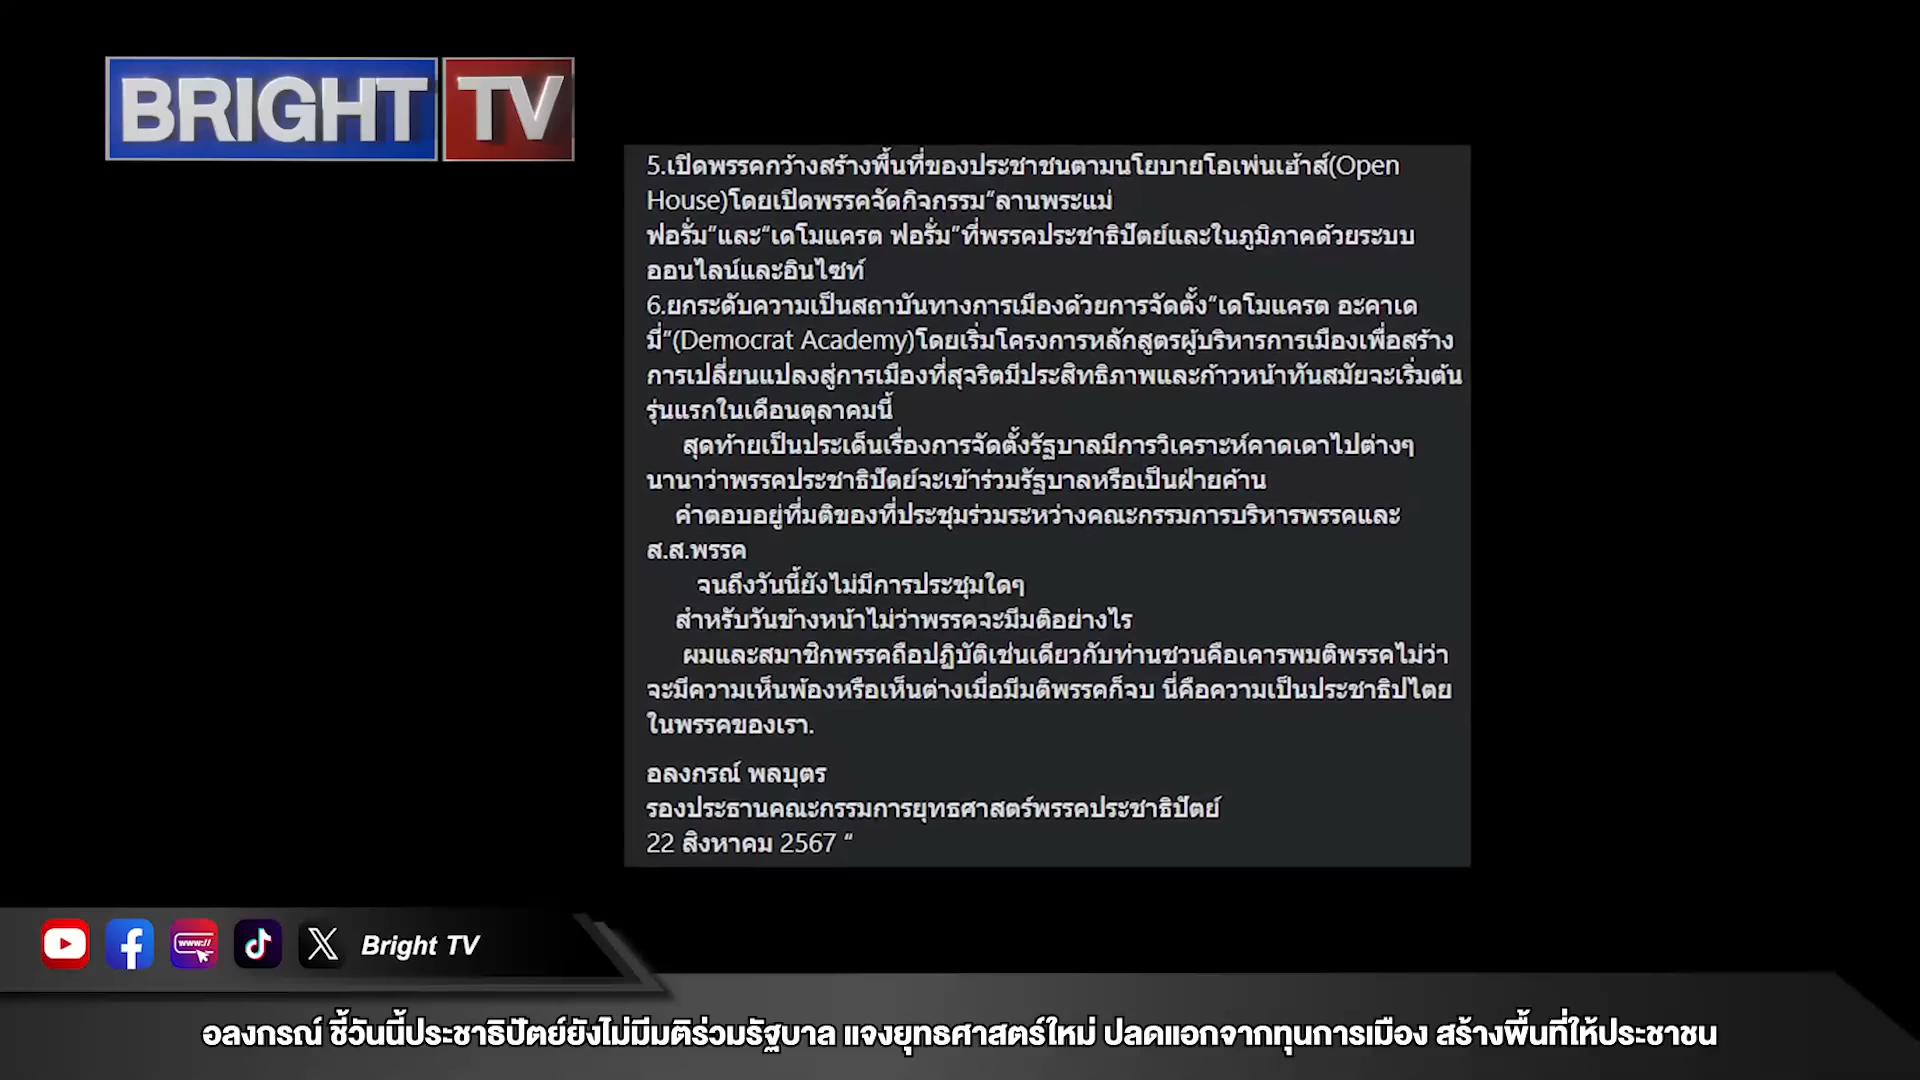 BRIGHT TV
5.เปิดพรรคกว้างสร้างพื้นที่ของประชาชนตามนโยบายโอเพ่นเฮ้าส์(Open
House)โดยเปิดพรรคจัดกิจกรรม“ลานพระแม่
ฟอรั่ม”และ“เดโมแครต ฟอรั่ม”ที่พรรคประชาธิปัตย์และในภูมิภาคด้วยระบบ
ออนไลน์และอินไซท์
6.ยกระดับความเป็นสถาบันทางการเมืองด้วยการจัดตั้ง“เดโมแครต อะคาเด
มี่”(Democrat Academy)โดยเริ่มโครงการหลักสูตรผู้บริหารการเมืองเพื่อสร้าง
การเปลี่ยนแปลงสู่การเมืองที่สุจริตมีประสิทธิภาพและก้าวหน้าทันสมัยจะเริ่มต้น
รุ่นแรกในเดือนตุลาคมนี้
สุดท้ายเป็นประเด็นเรื่องการจัดตั้งรัฐบาลมีการวิเคราะห์คาดเดาไปต่างๆ
นานาว่าพรรคประชาธิปัตย์จะเข้าร่วมรัฐบาลหรือเป็นฝ่ายค้าน
คำตอบอยู่ที่มติของที่ประชุมร่วมระหว่างคณะกรรมการบริหารพรรคและ
ส.ส.พรรค
จนถึงวันนี้ยังไม่มีการประชุมใดๆ
สำหรับวันข้างหน้าไม่ว่าพรรคจะมีมติอย่างไร
ผมและสมาชิกพรรคถือปฏิบัติเช่นเดียวกับท่านชวนคือเคารพมติพรรคไม่ว่า
จะมีความเห็นพ้องหรือเห็นต่างเมื่อมีมติพรรคก็จบ นี่คือความเป็นประชาธิปไตย
ในพรรคของเรา.
อลงกรณ์ พลบุตร
รองประธานคณะกรรมการยุทธศาสตร์พรรคประชาธิปัตย์
22 สิงหาคม 2567 “
www://
Bright TV
อลงกรณ์ ชี้วันนี้ประชาธิปัตย์ยังไม่มีมติร่วมรัฐบาล แจงยุทธศาสตร์ใหม่ ปลดแอกจากทุนการเมือง สร้างพื้นที่ให้ประชาชน